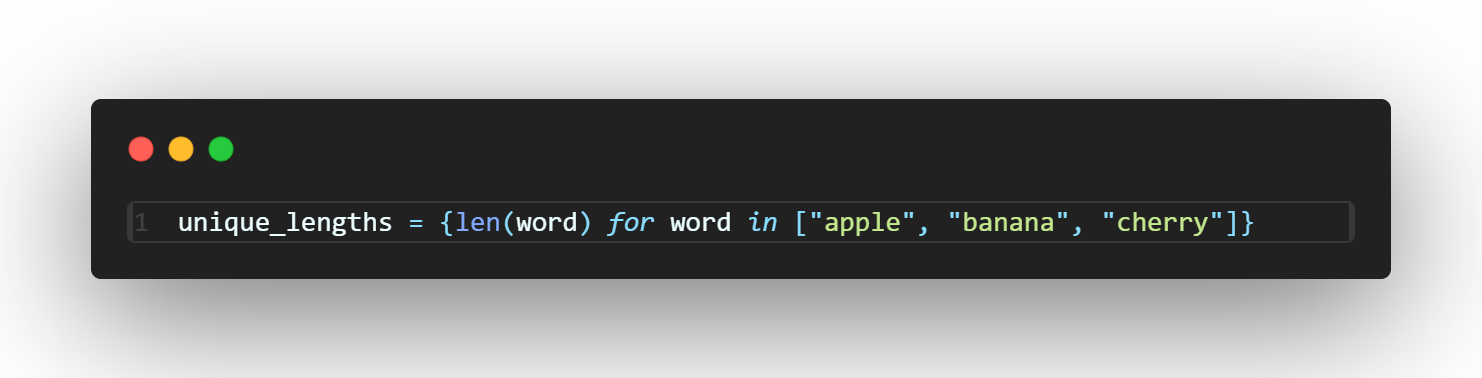 1 unique_lengths = {len(word) for word in ["apple", "banana", "cherry"]}